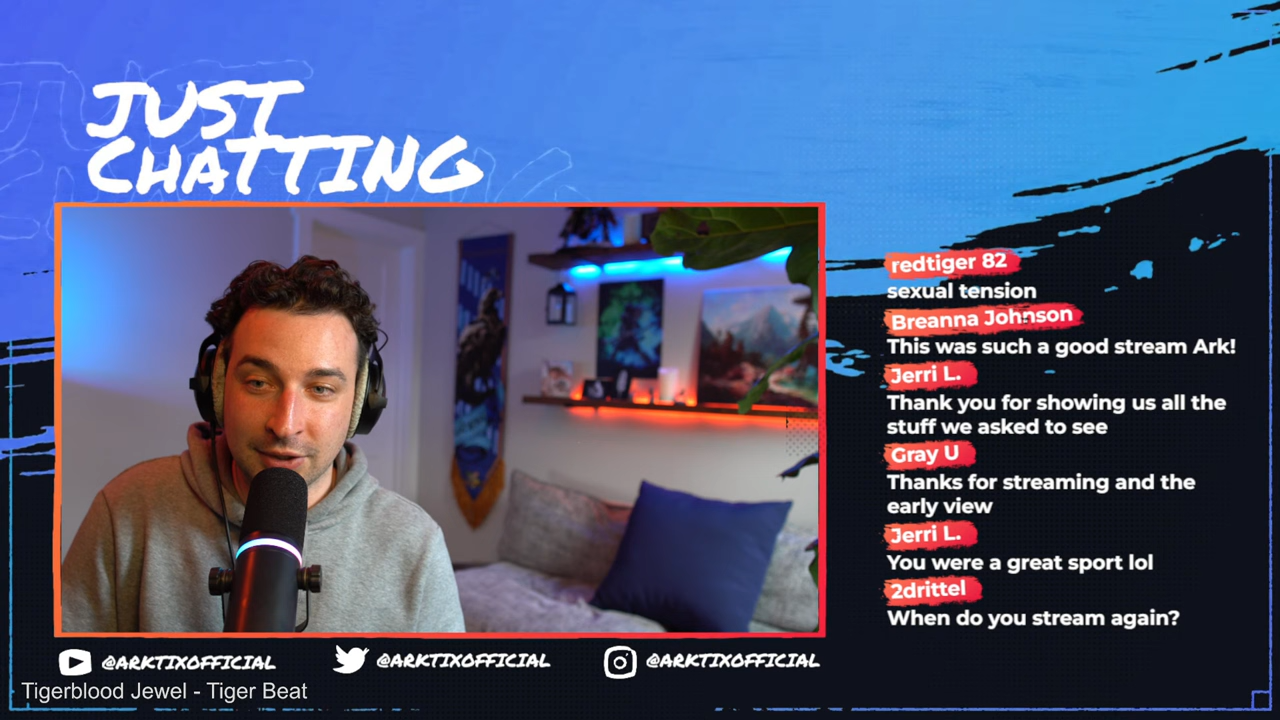 JUST
CHATTING
redtiger 82
sexual tension
Breanna Johnson
This was such a good stream Ark!
Jerri L.
Thank you for showing us all the
stuff we asked to see
Gray U
Thanks for streaming and the
early view
Jerri L.
You were a great sport lol
2drittel
When do you stream again?
@ARKTIXOFFICIAL
@ARKTIXOFFICIAL
@ARKTIXOFFICIAL
Tigerblood Jewel - Tiger Beat